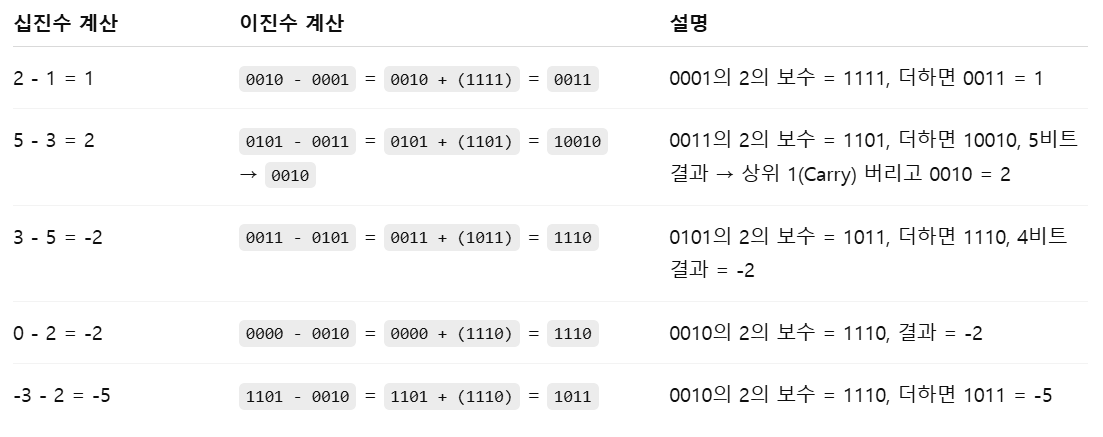 십진수 계산 이진수 계산 설명
2 - 1 = 1 0010 - 0001 = 0010 + (1111) = 0011 0001의 2의 보수 = 1111, 더하면 0011 = 1
5 - 3 = 2 0101 - 0011 = 0101 + (1101) = 10010 0011의 2의 보수 = 1101, 더하면 10010, 5비트
→ 0010 결과 → 상위 1(Carry) 버리고 0010 = 2
3 - 5 = -2 0011 - 0101 = 0011 + (1011) = 1110 0101의 2의 보수 = 1011, 더하면 1110, 4비트
결과 = -2
0 - 2 = -2 0000 - 0010 = 0000 + (1110) = 1110 0010의 2의 보수 = 1110, 결과 = -2
-3 - 2 = -5 1101 - 0010 = 1101 + (1110) = 1011 0010의 2의 보수 = 1110, 더하면 1011 = -5